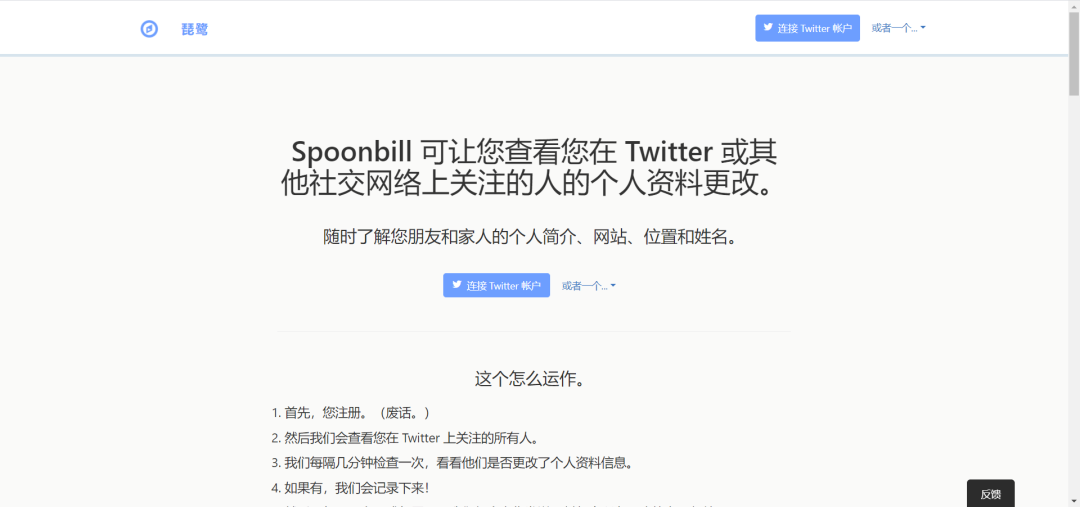 琵鹭
连接 Twitter 帐户
或者一个...
Spoonbill 可让您查看您在 Twitter 或其
他社交网络上关注的人的个人资料更改。
随时了解您朋友和家人的个人简介、网站、位置和姓名。
连接 Twitter 帐户
或者一个...
这个怎么运作。
1. 首先，您注册。（废话。）
2. 然后我们会查看您在 Twitter 上关注的所有人。
3. 我们每隔几分钟检查一次，看看他们是否更改了个人资料信息。
4. 如果有，我们会记录下来！
反馈